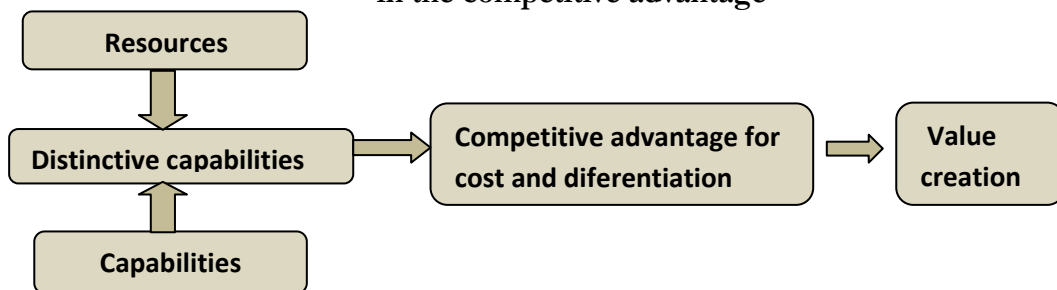 in the competitive advantage
Resources
Distinctive capabilities
Capabilities
Competitive advantage for
cost and diferentiation
Value
creation